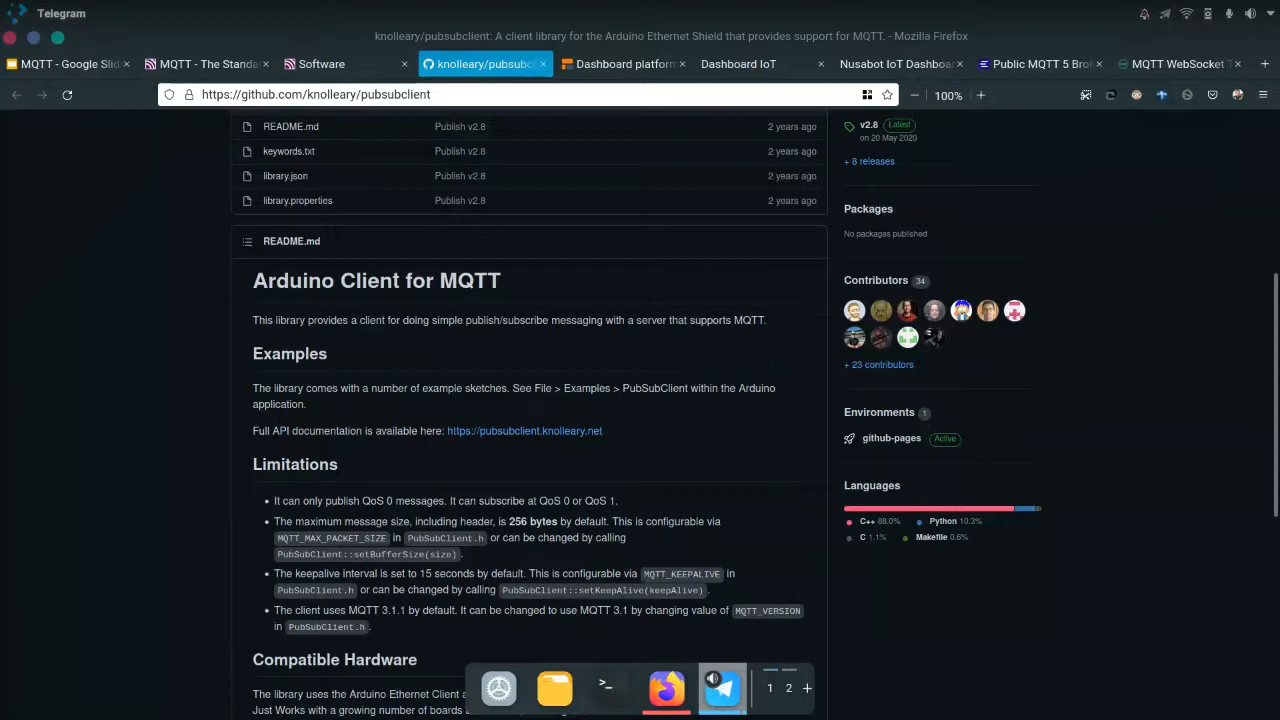 Telegram
knolleary/pubsubclient: A client library for the Arduino Ethernet Shield that provides support for MQTT. - Mozilla Firefox
MQTT - Google Slid
MQTT - The Standa
Software
knolleary/pubsubc
Dashboard platform
Dashboard IoT
Nusabot IoT Dashboa
Public MQTT 5 Brok
MQTT WebSocket T
https://github.com/knolleary/pubsubclient
100%
README.md Publish v2.8 2 years ago
keywords.txt Publish v2.8 2 years ago
library.json Publish v2.8 2 years ago
library.properties Publish v2.8 2 years ago
README.md
Arduino Client for MQTT
This library provides a client for doing simple publish/subscribe messaging with a server that supports MQTT.
Examples
The library comes with a number of example sketches. See File > Examples > PubSubClient within the Arduino
application.
Full API documentation is available here: https://pubsubclient.knolleary.net
Limitations
• It can only publish QoS 0 messages. It can subscribe at QoS 0 or QoS 1.
• The maximum message size, including header, is 256 bytes by default. This is configurable via
MQTT_MAX_PACKET_SIZE in PubSubClient.h or can be changed by calling
PubSubClient::setBufferSize(size).
• The keepalive interval is set to 15 seconds by default. This is configurable via MQTT_KEEPALIVE in
PubSubClient.h or can be changed by calling PubSubClient::setKeepAlive(keepAlive).
• The client uses MQTT 3.1.1 by default. It can be changed to use MQTT 3.1 by changing value of MQTT_VERSION
in PubSubClient.h.
Compatible Hardware
The library uses the Arduino Ethernet Client a
Just Works with a growing number of boards
v2.8 Latest
on 20 May 2020
+ 8 releases
Packages
No packages published
Contributors 34
+ 23 contributors
Environments 1
github-pages Active
Languages
C++ 88.0% Python 10.3%
C 1.1% Makefile 0.6%
1 2 +